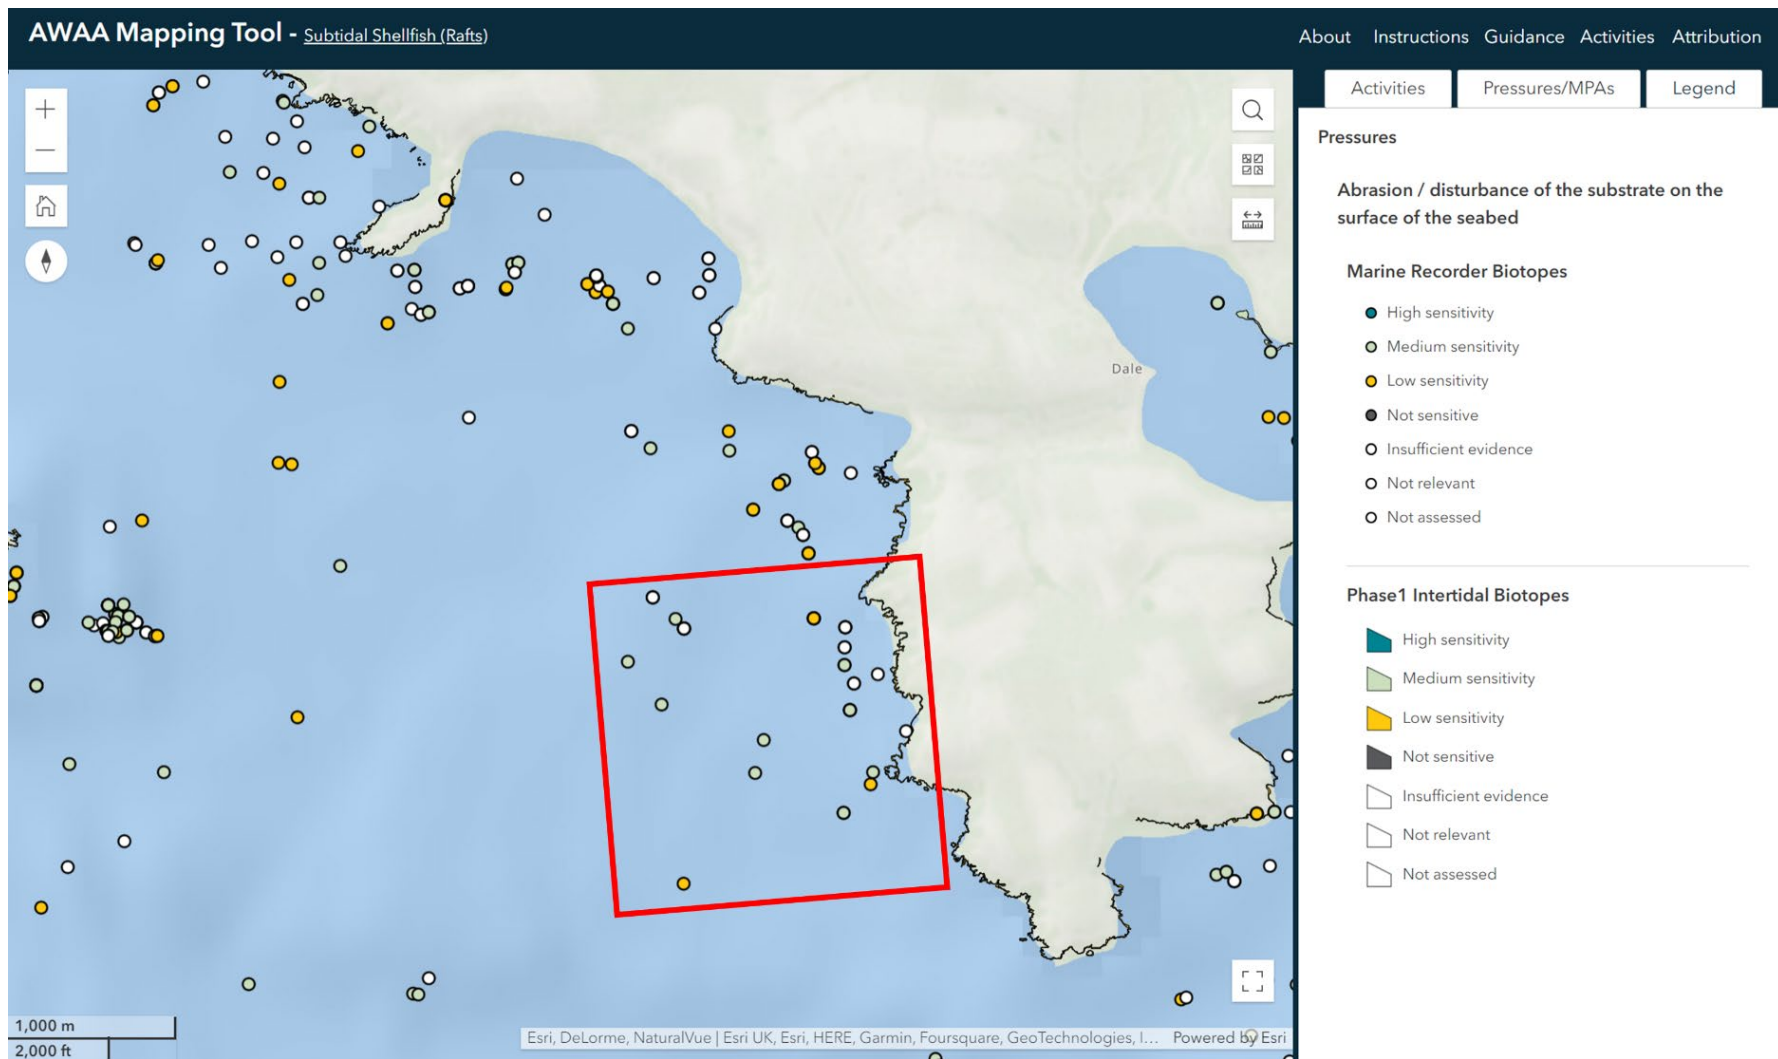 AWAA Mapping Tool - Subtidal Shellfish (Rafts)
About Instructions Guidance Activities Attribution
Activities Pressures/MPAs Legend
Pressures
Abrasion / disturbance of the substrate on the
surface of the seabed
Marine Recorder Biotopes
High sensitivity
Medium sensitivity
Low sensitivity
Not sensitive
Insufficient evidence
Not relevant
Not assessed
Phase1 Intertidal Biotopes
High sensitivity
Medium sensitivity
Low sensitivity
Not sensitive
Insufficient evidence
Not relevant
Not assessed
Dale
1,000 m
2,000 ft
Esri, DeLorme, NaturalVue | Esri UK, Esri, HERE, Garmin, Foursquare, GeoTechnologies, I... Powered by Esri